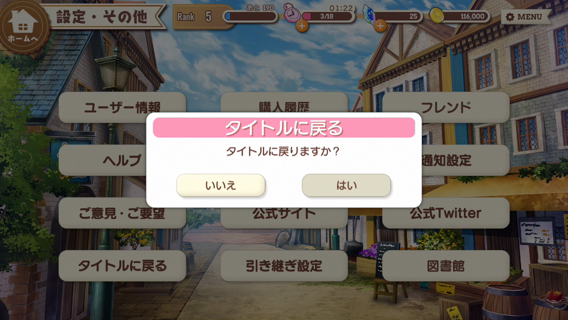 設定・その他
Rank 5
あと 190
01:22
3/18
25
116,000
MENU
ホームへ
ユーザー情報
購入履歴
フレンド
タイトルに戻る
ヘルプ
タイトルに戻りますか？
通知設定
いいえ
はい
ご意見・ご要望
公式サイト
公式Twitter
タイトルに戻る
引き継ぎ設定
図書館